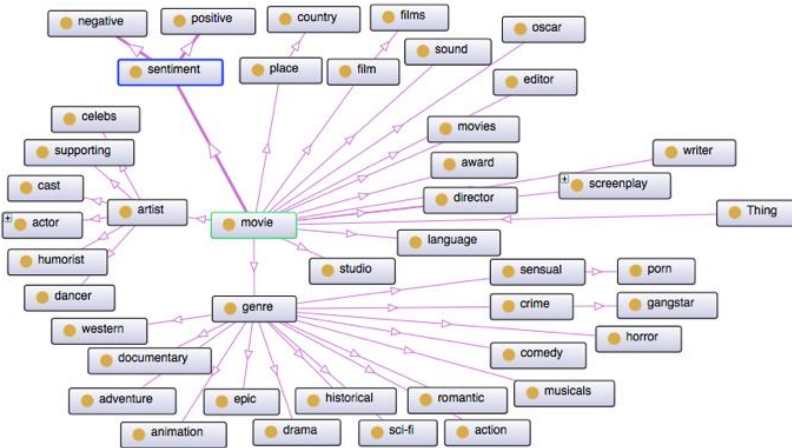 negative
positive
country
films
oscar
sentiment
place
film
sound
editor
celebs
movies
supporting
award
writer
cast
artist
director
screenplay
actor
movie
Thing
humorist
language
dancer
studio
sensual
porn
genre
crime
gangstar
western
horror
documentary
comedy
adventure
epic
historical
romantic
musicals
animation
drama
sci-fi
action